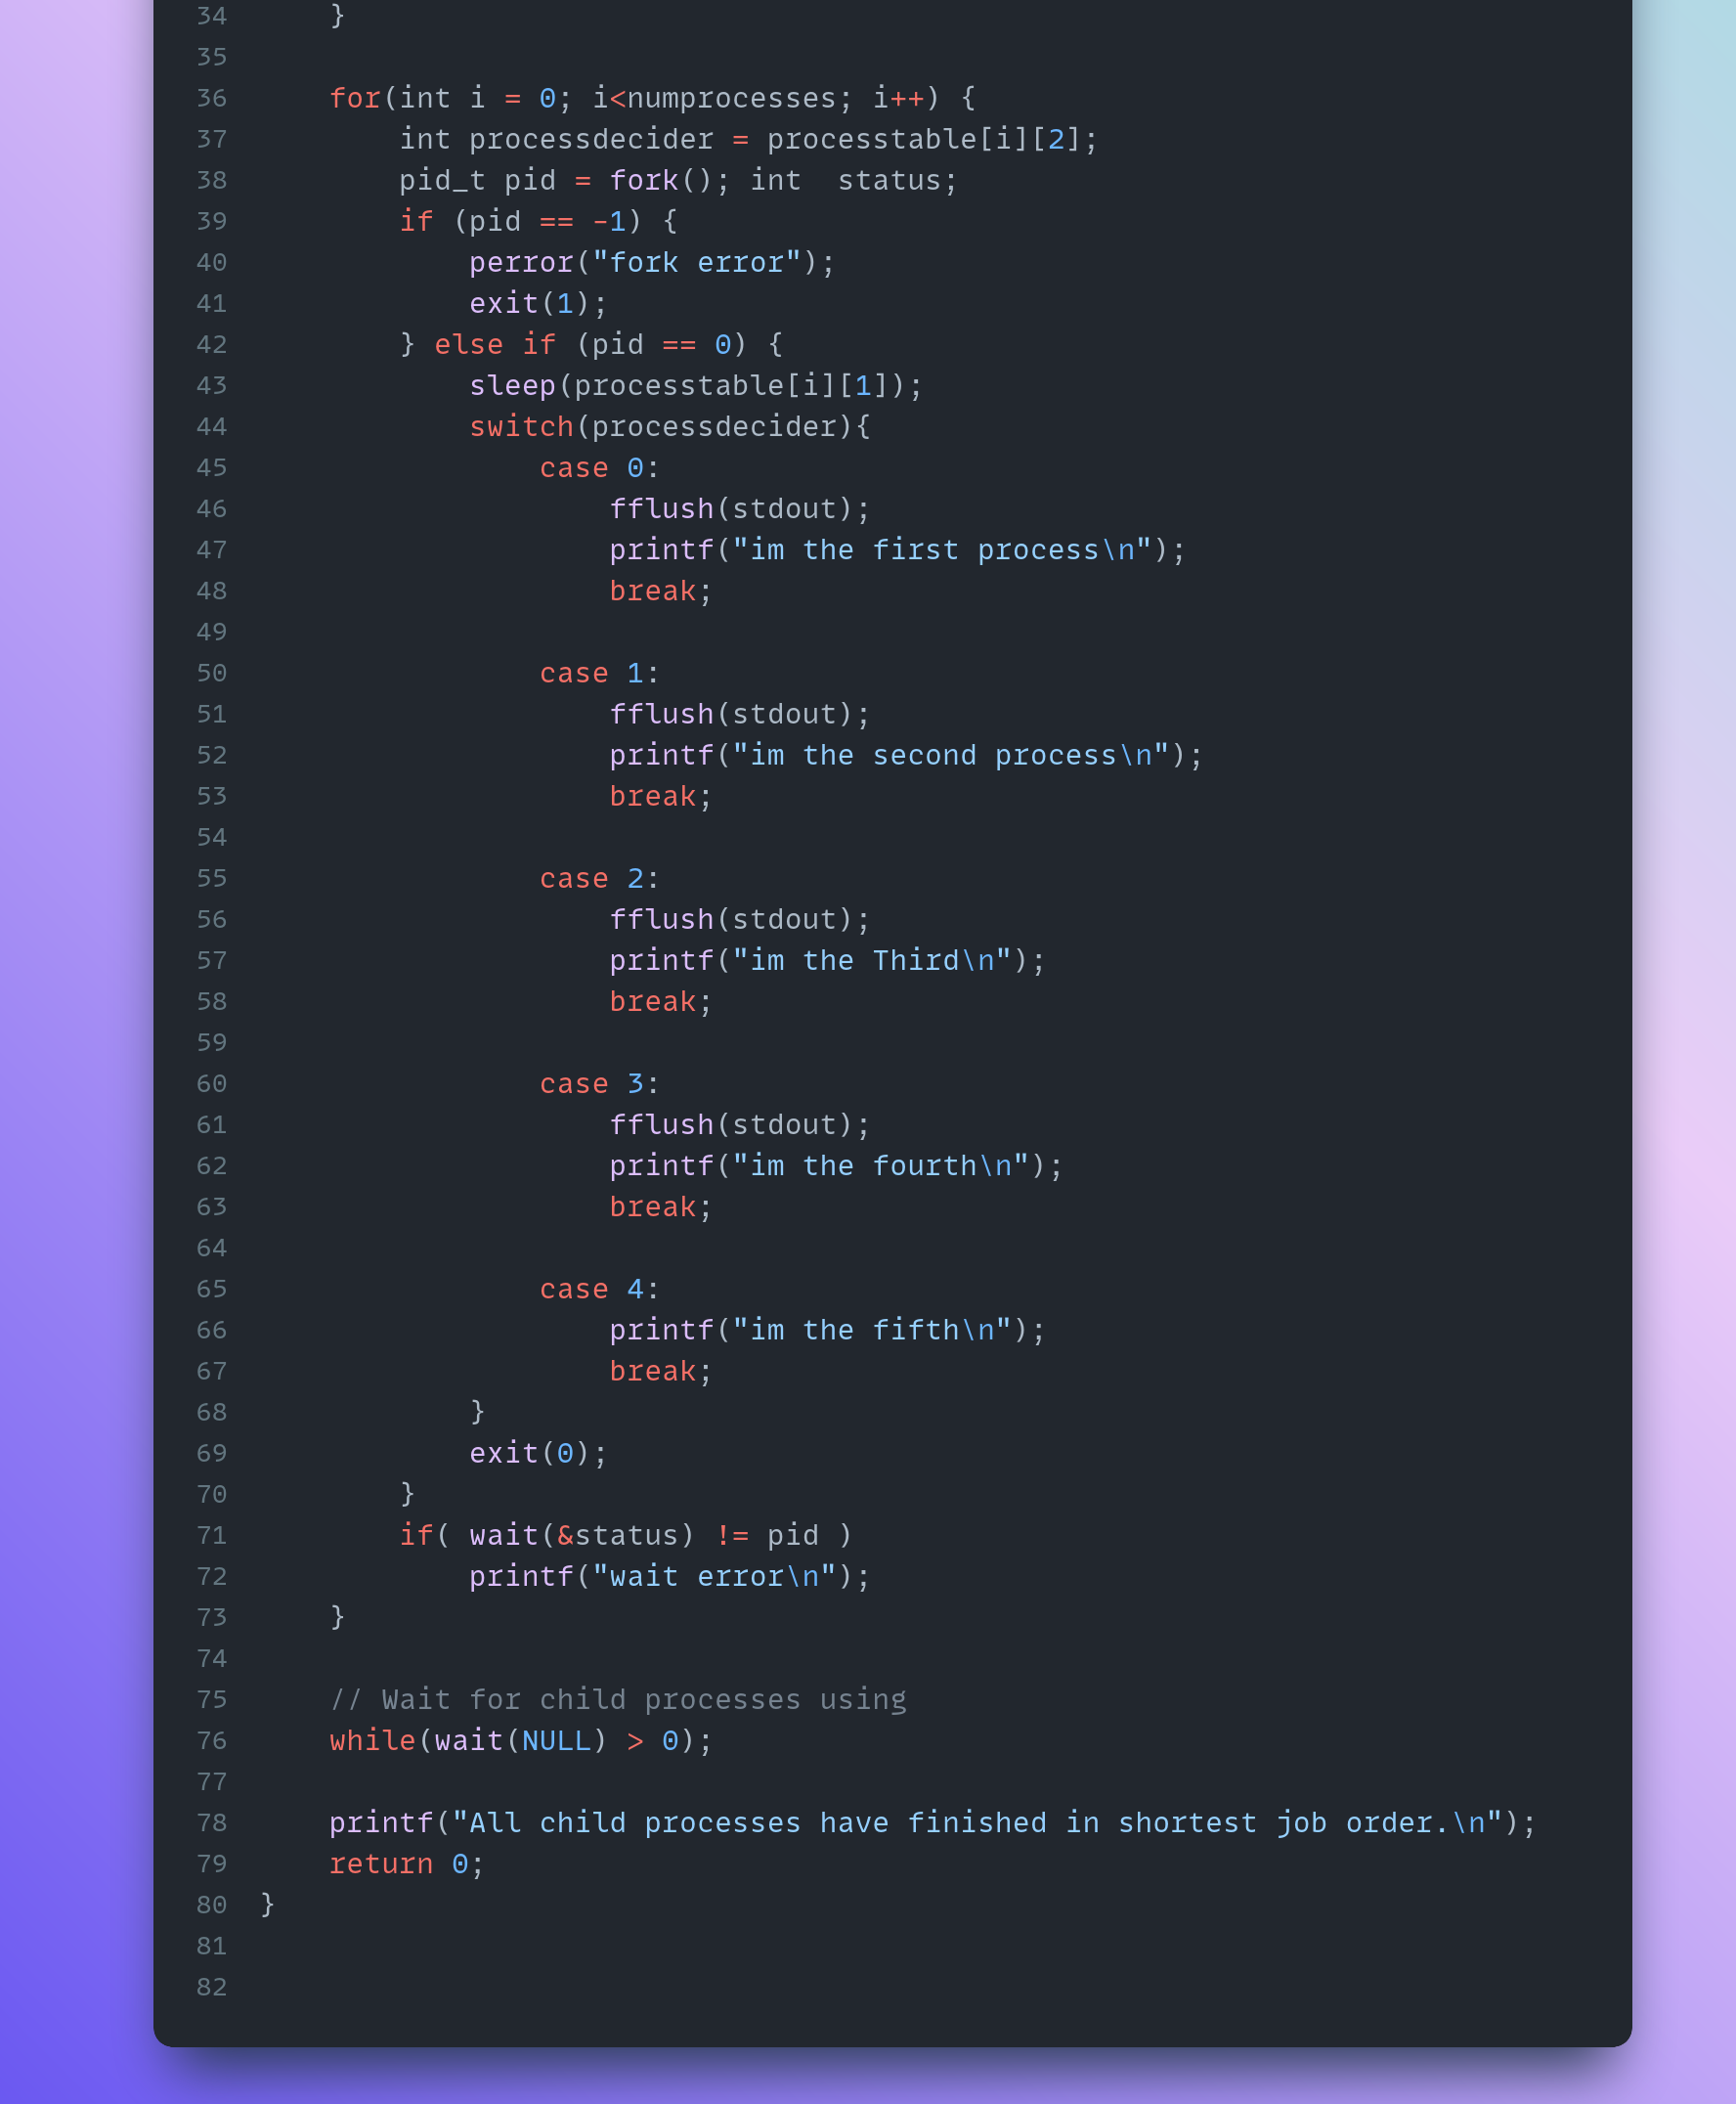 34     }
35
36     for(int i = 0; i<numprocesses; i++) {
37         int processdecider = processtable[i][2];
38         pid_t pid = fork(); int  status;
39         if (pid == -1) {
40             perror("fork error");
41             exit(1);
42         } else if (pid == 0) {
43             sleep(processtable[i][1]);
44             switch(processdecider){
45                 case 0:
46                     fflush(stdout);
47                     printf("im the first process\n");
48                     break;
49
50                 case 1:
51                     fflush(stdout);
52                     printf("im the second process\n");
53                     break;
54
55                 case 2:
56                     fflush(stdout);
57                     printf("im the Third\n");
58                     break;
59
60                 case 3:
61                     fflush(stdout);
62                     printf("im the fourth\n");
63                     break;
64
65                 case 4:
66                     printf("im the fifth\n");
67                     break;
68             }
69             exit(0);
70         }
71         if( wait(&status) != pid )
72             printf("wait error\n");
73     }
74
75     // Wait for child processes using
76     while(wait(NULL) > 0);
77
78     printf("All child processes have finished in shortest job order.\n");
79     return 0;
80 }
81
82